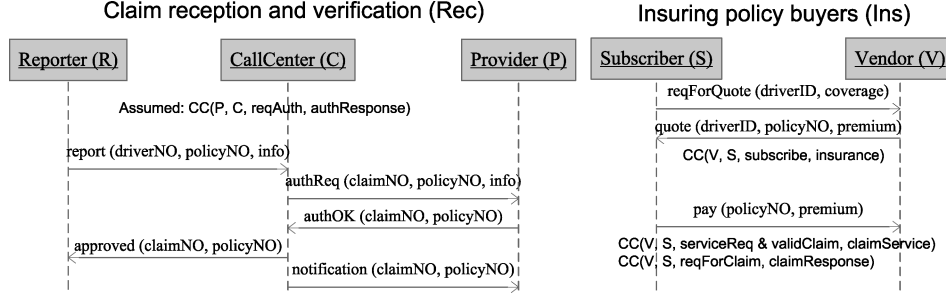 Claim reception and verification (Rec)
Reporter (R)
CallCenter (C)
Provider (P)
Assumed: CC(P, C, reqAuth, authResponse)
report (driverNO, policyNO, info)
authReq (claimNO, policyNO, info)
authOK (claimNO, policyNO)
approved (claimNO, policyNO)
notification (claimNO, policyNO)
Insuring policy buyers (Ins)
Subscriber (S)
Vendor (V)
reqForQuote (driverID, coverage)
quote (driverID, policyNO, premium)
CC(V, S, subscribe, insurance)
pay (policyNO, premium)
CC(V, S, serviceReq & validClaim, claimService)
CC(V, S, reqForClaim, claimResponse)